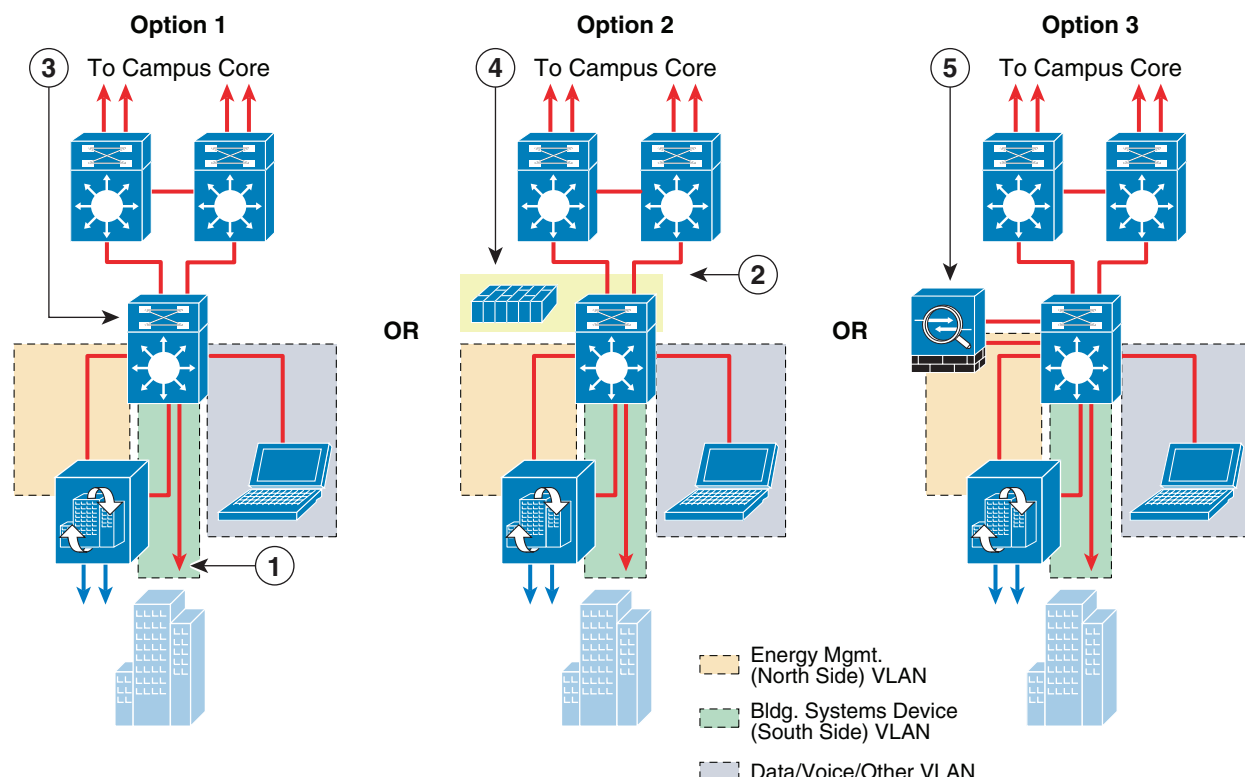 Option 1
Option 2
Option 3
3 To Campus Core
4 To Campus Core
5 To Campus Core
2
OR
OR
1
Energy Mgmt.
(North Side) VLAN
Bldg. Systems Device
(South Side) VLAN
Data/Voice/Other VLAN